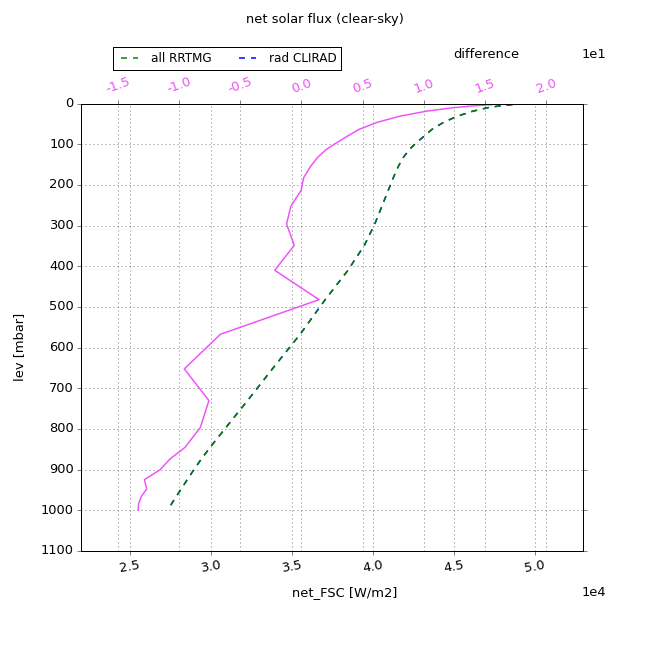 net solar flux (clear-sky)
all RRTMG rad CLIRAD difference 1e1
-1.5 -1.0 -0.5 0.0 0.5 1.0 1.5 2.0
0
100
200
300
400
500
600
700
800
900
1000
1100
lev [mbar]
2.5 3.0 3.5 4.0 4.5 5.0
net_FSC [W/m2] 1e4